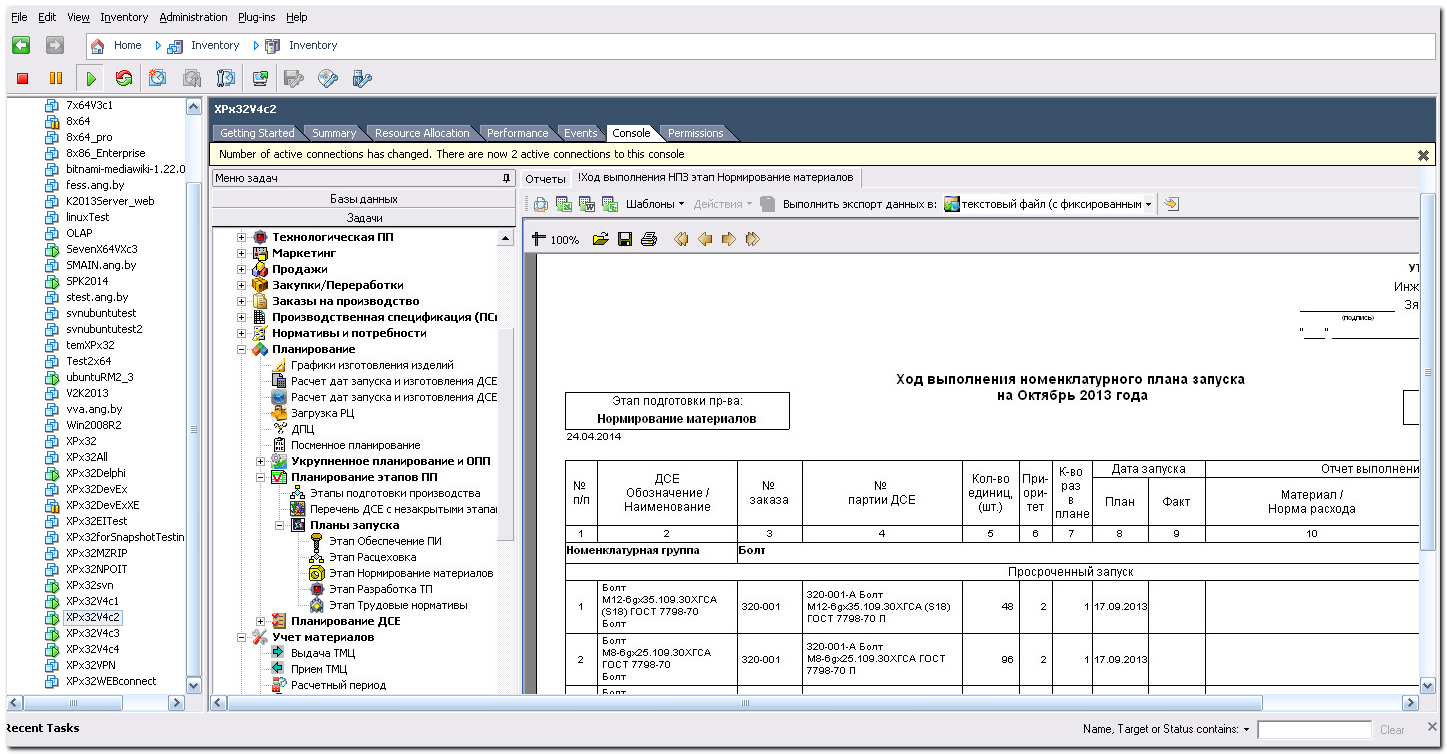 File Edit View Inventory Administration Plug-ins Help
Home Inventory Inventory
7x64V3c1
8x64
8x64_pro
8x86_Enterprise
bitnami-mediawiki-1.22.0
fess.ang.by
K2013Server_web
linuxTest
OLAP
SevenX64VXc3
SMAIN.ang.by
SPK2014
stest.ang.by
svnubuntutest
svnubuntutest2
temXPx32
Test2x64
ubuntuRM2_3
V2K2013
vva.ang.by
Win2008R2
XPx32
XPx32All
XPx32Delphi
XPx32DevEx
XPx32DevExXE
XPx32EITest
XPx32forSnapshotTestin
XPx32MZRIP
XPx32NPOIT
XPx32svn
XPx32V4c1
XPx32V4c2
XPx32V4c3
XPx32V4c4
XPx32VPN
XPx32WEBconnect
XPx32V4c2
Getting Started Summary Resource Allocation Performance Events Console Permissions
Number of active connections has changed. There are now 2 active connections to this console
Меню задач
Базы данных
Задачи
Технологическая ПП
Маркетинг
Продажи
Закупки/Переработки
Заказы на производство
Производственная спецификация (ПС
Нормативы и потребности
Планирование
Графики изготовления изделий
Расчет дат запуска и изготовления ДСЕ
Расчет дат запуска и изготовления ДСЕ
Загрузка РЦ
ДПЦ
Посменное планирование
Укрупненное планирование и ОПП
Планирование этапов ПП
Этапы подготовки производства
Перечень ДСЕ с незакрытыми этапа
Планы запуска
Этап Обеспечение ПИ
Этап Расцеховка
Этап Нормирование материалов
Этап Разработка ТП
Этап Трудовые нормативы
Планирование ДСЕ
Учет материалов
Выдача ТМЦ
Прием ТМЦ
Расчетный период
Отчеты !Ход выполнения НПЗ этап Нормирование материалов
Шаблоны Действия Выполнить экспорт данных в: текстовый файл (с фиксированным
100%
УТ
Инж
Зя
(подпись)
"___"
Ход выполнения номенклатурного плана запуска
на Октябрь 2013 года
Этап подготовки пр-ва:
Нормирование материалов
24.04.2014
№
п/п
ДСЕ
Обозначение /
Наименование
№
заказа
№
партии ДСЕ
Кол-во
единиц,
(шт.)
При-
ори-
тет
К-во
раз
в
плане
Дата запуска
План Факт
Отчет выполнени
Материал /
Норма расхода
1 2 3 4 5 6 7 8 9 10
Номенклатурная группа Болт
Просроченный запуск
1
Болт
М12-6gх35.109.30ХГСА
(S18) ГОСТ 7798-70
Болт
320-001
320-001-А Болт
М12-6gх35.109.30ХГСА (S18)
ГОСТ 7798-70 П
48 2 1 17.09.2013
2
Болт
М8-6gх25.109.30ХГСА
ГОСТ 7798-70
Болт
320-001
320-001-А Болт
М8-6gх25.109.30ХГСА ГОСТ
7798-70 П
96 2 1 17.09.2013
Recent Tasks
Name, Target or Status contains: Clear